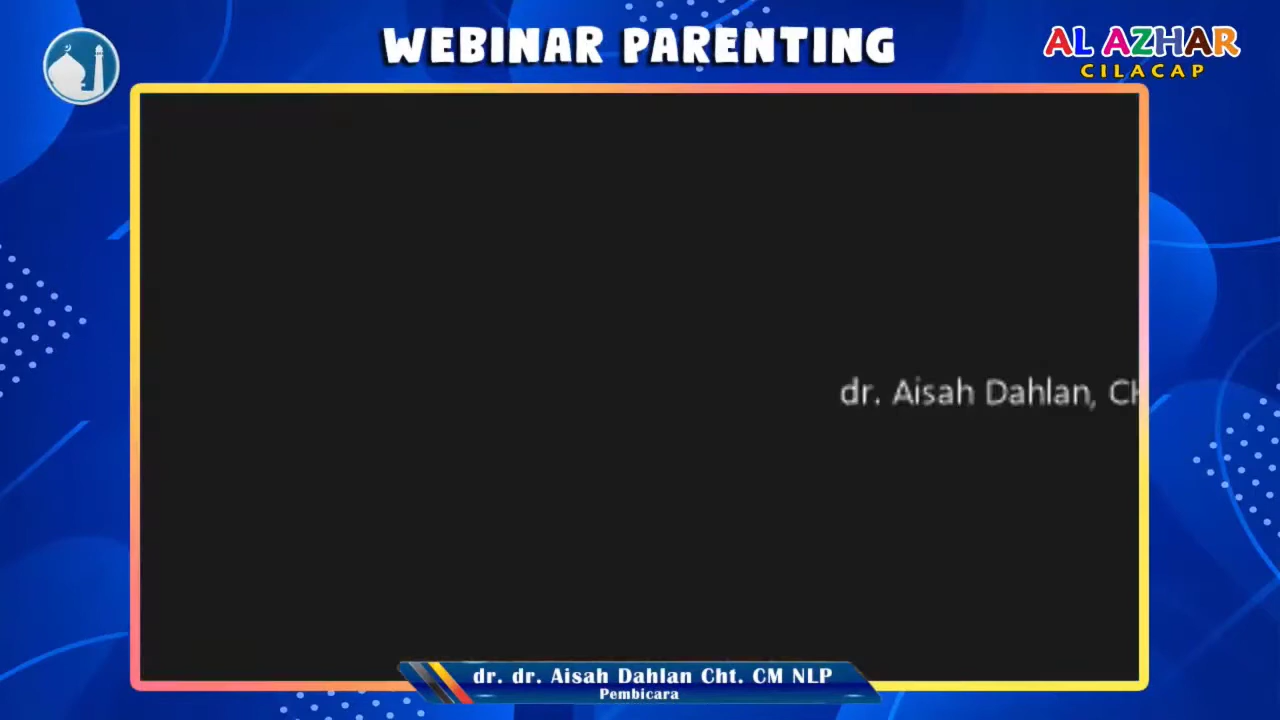 WEBINAR PARENTING
AL AZHAR
CILACAP
dr. Aisah Dahlan,
dr. dr. Aisah Dahlan Cht. CM NLP
Pembicara